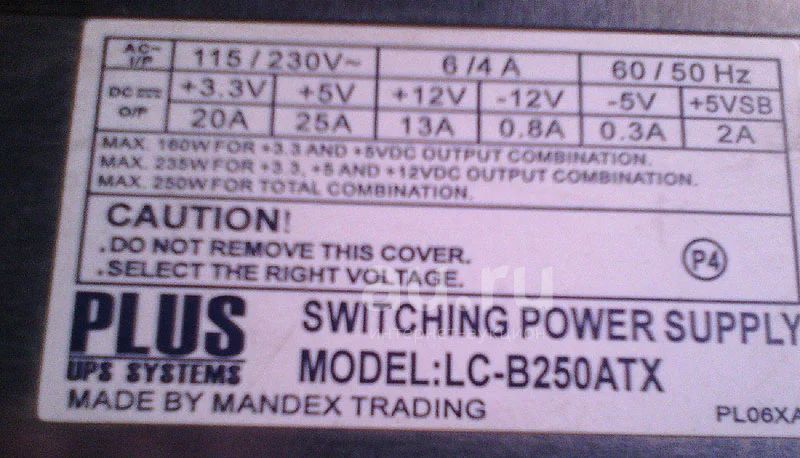 AC~ I/P 115 / 230V~ 6 /4 A 60 / 50 Hz
DC O/P +3.3V +5V +12V -12V -5V +5VSB
20A 25A 13A 0.8A 0.3A 2A
MAX. 160W FOR +3.3 AND +5VDC OUTPUT COMBINATION.
MAX. 235W FOR +3.3, +5 AND +12VDC OUTPUT COMBINATION.
MAX. 250W FOR TOTAL COMBINATION.
CAUTION!
.DO NOT REMOVE THIS COVER.
.SELECT THE RIGHT VOLTAGE.
P4
PLUS
UPS SYSTEMS
SWITCHING POWER SUPPLY
MODEL:LC-B250ATX
MADE BY MANDEX TRADING
PL06XA